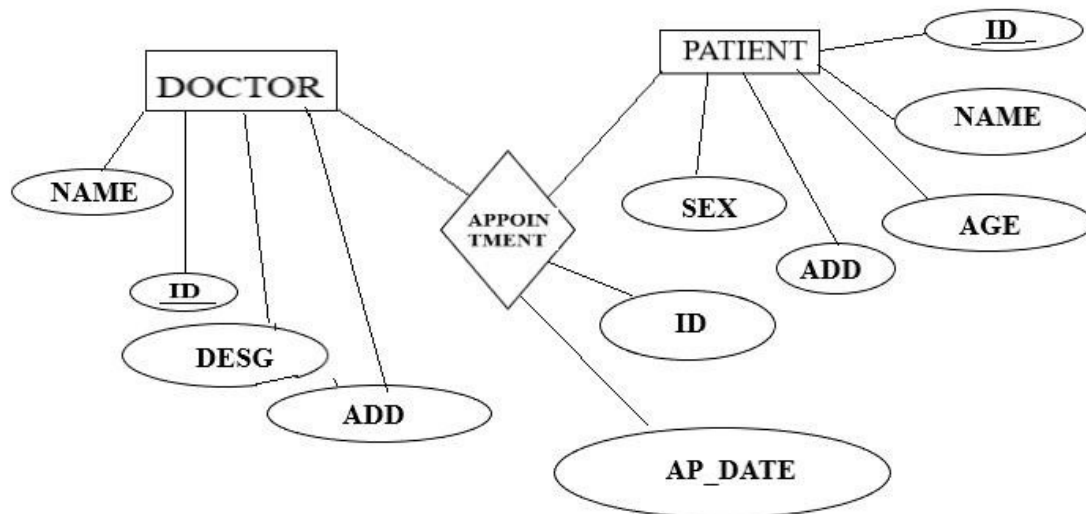 DOCTOR
NAME
ID
DESG
ADD
APPOIN
TMENT
ID
AP_DATE
PATIENT
ID
NAME
AGE
ADD
SEX